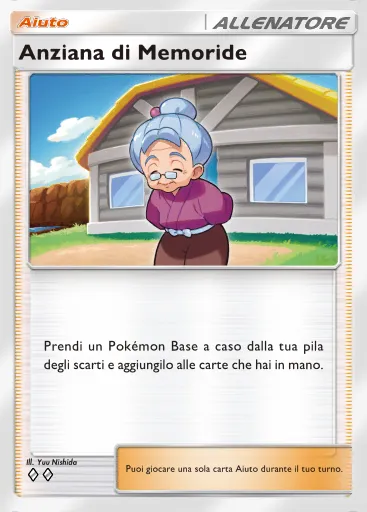 Aiuto
ALLENATORE
Anziana di Memoride
Prendi un Pokémon Base a caso dalla tua pila
degli scarti e aggiungilo alle carte che hai in mano.
Ill. Yuu Nishida
Puoi giocare una sola carta Aiuto durante il tuo turno.